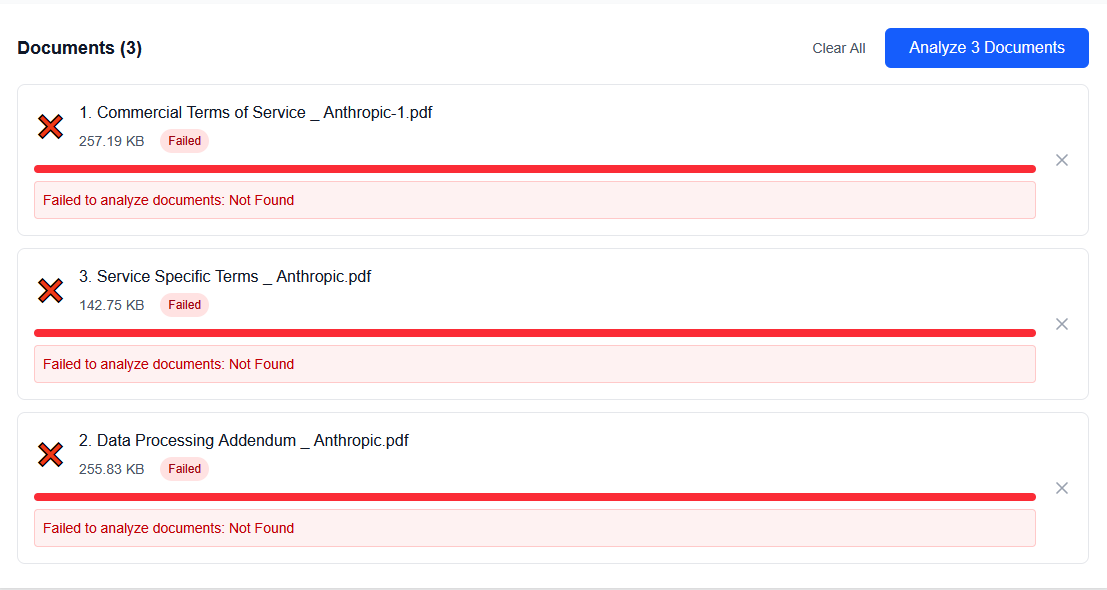 Documents (3)
Clear All
Analyze 3 Documents
1. Commercial Terms of Service _ Anthropic-1.pdf
257.19 KB
Failed
Failed to analyze documents: Not Found
3. Service Specific Terms _ Anthropic.pdf
142.75 KB
Failed
Failed to analyze documents: Not Found
2. Data Processing Addendum _ Anthropic.pdf
255.83 KB
Failed
Failed to analyze documents: Not Found